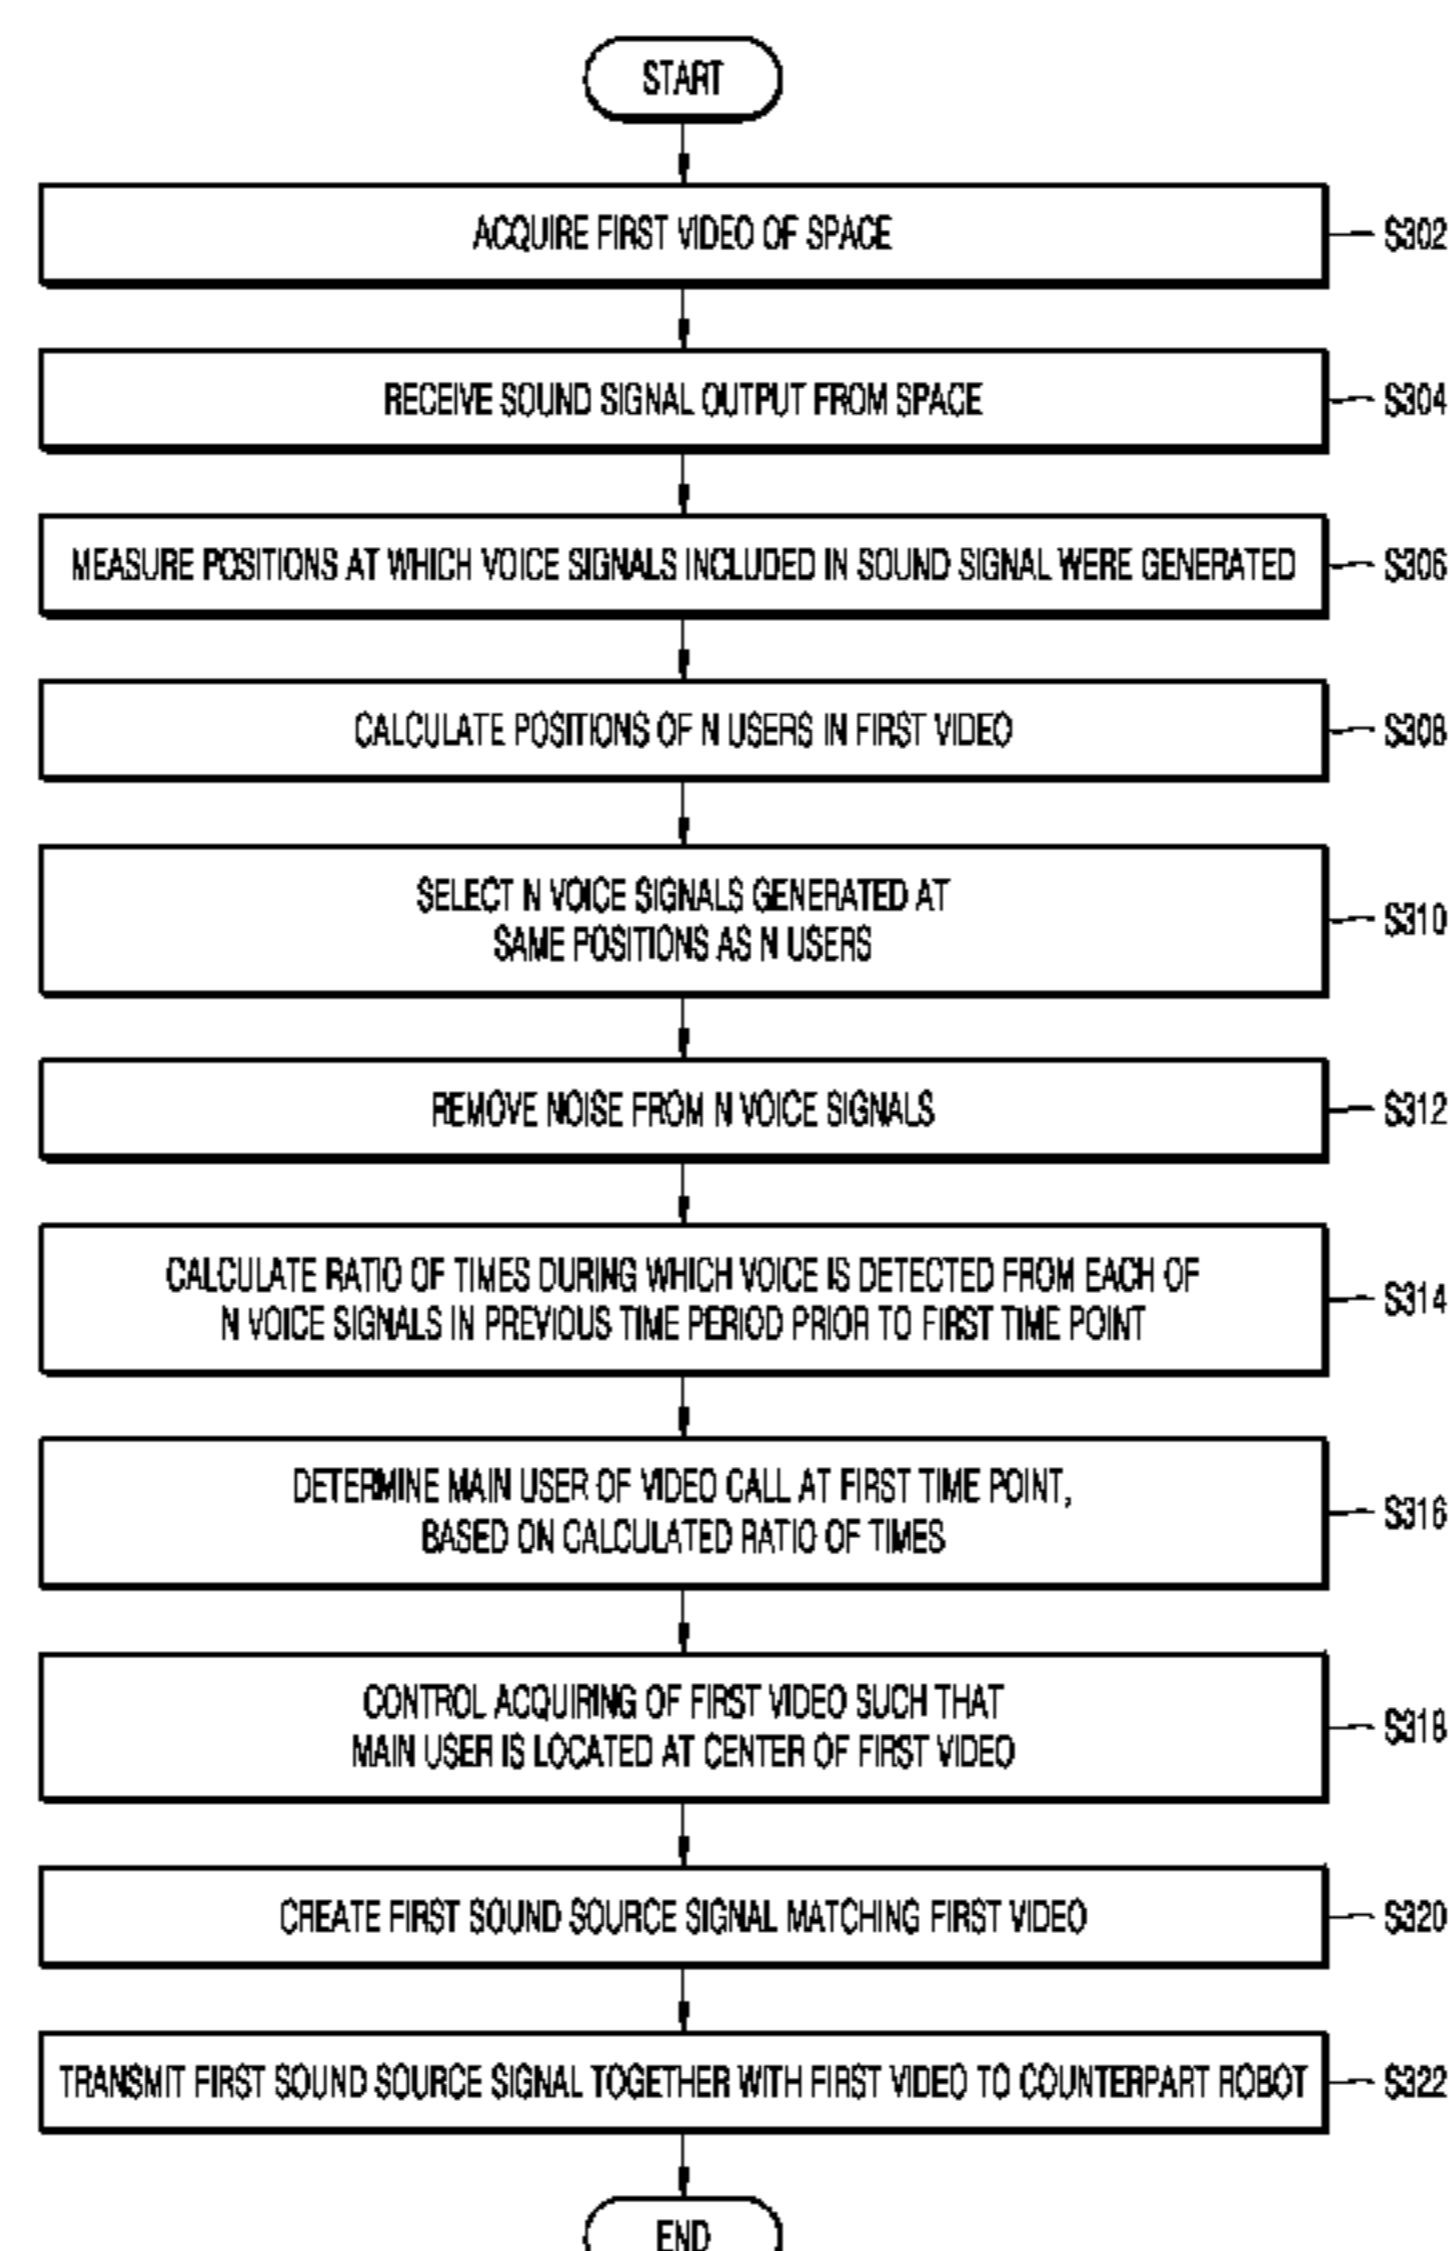 START
ACQUIRE FIRST VIDEO OF SPACE
S302
RECEIVE SOUND SIGNAL OUTPUT FROM SPACE
S304
MEASURE POSITIONS AT WHICH VOICE SIGNALS INCLUDED IN SOUND SIGNAL WERE GENERATED
S306
CALCULATE POSITIONS OF N USERS IN FIRST VIDEO
S308
SELECT N VOICE SIGNALS GENERATED AT
SAME POSITIONS AS N USERS
S310
REMOVE NOISE FROM N VOICE SIGNALS
S312
CALCULATE RATIO OF TIMES DURING WHICH VOICE IS DETECTED FROM EACH OF
N VOICE SIGNALS IN PREVIOUS TIME PERIOD PRIOR TO FIRST TIME POINT
S314
DETERMINE MAIN USER OF VIDEO CALL AT FIRST TIME POINT,
BASED ON CALCULATED RATIO OF TIMES
S316
CONTROL ACQUIRING OF FIRST VIDEO SUCH THAT
MAIN USER IS LOCATED AT CENTER OF FIRST VIDEO
S318
CREATE FIRST SOUND SOURCE SIGNAL MATCHING FIRST VIDEO
S320
TRANSMIT FIRST SOUND SOURCE SIGNAL TOGETHER WITH FIRST VIDEO TO COUNTERPART ROBOT
S322
END